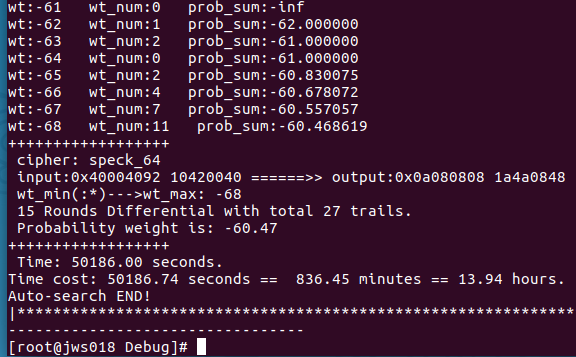 wt:-61   wt_num:0   prob_sum:-inf
wt:-62   wt_num:1   prob_sum:-62.000000
wt:-63   wt_num:2   prob_sum:-61.000000
wt:-64   wt_num:0   prob_sum:-61.000000
wt:-65   wt_num:2   prob_sum:-60.830075
wt:-66   wt_num:4   prob_sum:-60.678072
wt:-67   wt_num:7   prob_sum:-60.557057
wt:-68   wt_num:11   prob_sum:-60.468619
++++++++++++++++++
cipher: speck_64
input:0x40004092 10420040 ======>> output:0x0a080808 1a4a0848
wt_min(:*)--->wt_max: -68
15 Rounds Differential with total 27 trails.
Probability weight is: -60.47
++++++++++++++++++
Time: 50186.00 seconds.
Time cost: 50186.74 seconds ==  836.45 minutes == 13.94 hours.
Auto-search END!
|***************************************************************
---------------------------------
[root@jws018 Debug]#